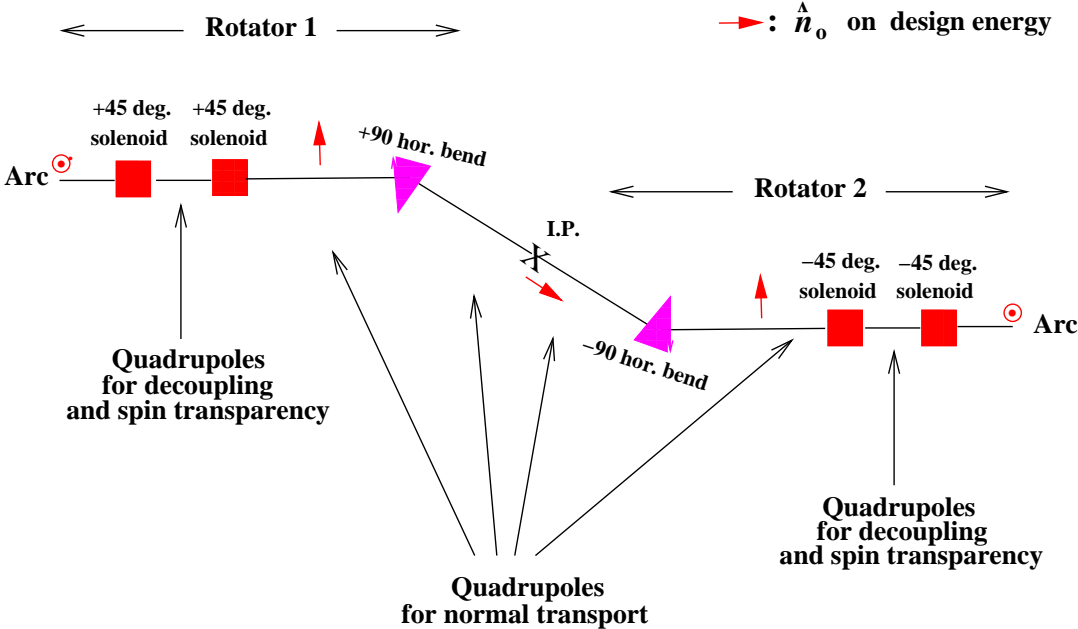 Rotator 1
: n̂o on design energy
+45 deg. solenoid
+45 deg. solenoid
+90 hor. bend
Arc
Rotator 2
I.P.
X
−45 deg. solenoid
−45 deg. solenoid
Arc
−90 hor. bend
Quadrupoles
for decoupling
and spin transparency
Quadrupoles
for decoupling
and spin transparency
Quadrupoles
for normal transport